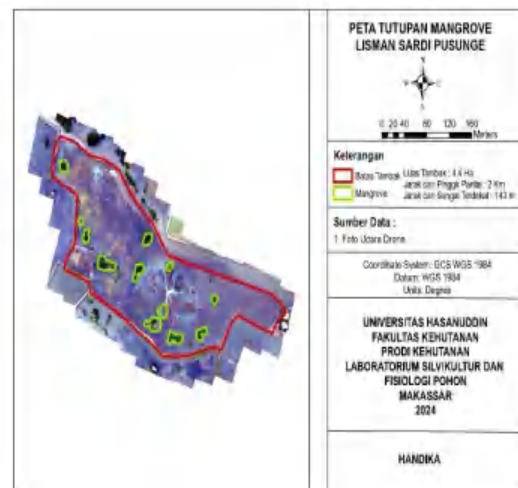 PETA TUTUPAN MANGROVE
LISMAN SARDI PUSUNGE
0 20 40 80 120 160
Meters
Keterangan
Batas Tambak
Mangrove
Luas Tambak : 4.4 Ha
Jarak dari Pinggir Pantai : 2 Km
Jarak dari Sungai Terdekat : 143 m
Sumber Data :
1. Foto Udara Drone
Coordinate System: GCS WGS 1984
Datum: WGS 1984
Units: Degree
UNIVERSITAS HASANUDDIN
FAKULTAS KEHUTANAN
PRODI KEHUTANAN
LABORATORIUM SILVIKULTUR DAN
FISIOLOGI POHON
MAKASSAR
2024
HANDIKA